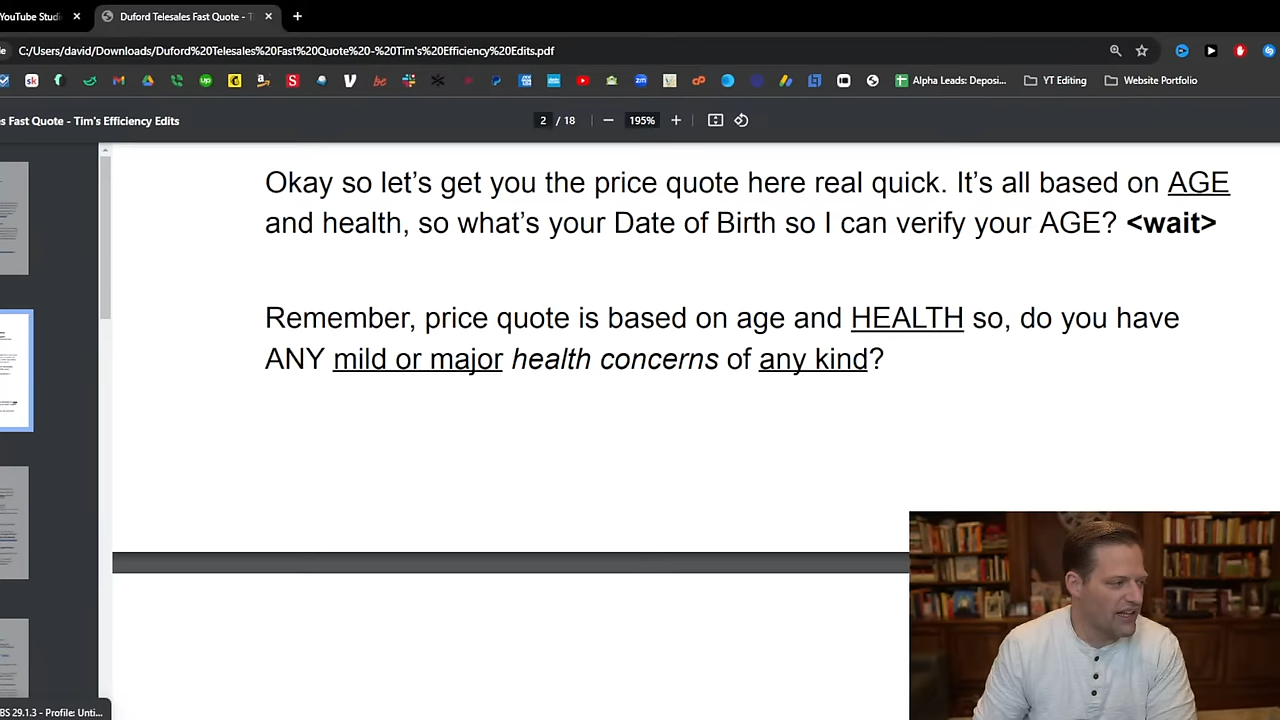 YouTube Studi
Duford Telesales Fast Quote - T
C:/Users/david/Downloads/Duford%20Telesales%20Fast%20Quote%20-%20Tim's%20Efficiency%20Edits.pdf
Alpha Leads: Deposi...
YT Editing
Website Portfolio
s Fast Quote - Tim's Efficiency Edits
2 / 18
195%
Okay so let's get you the price quote here real quick. It's all based on AGE
and health, so what's your Date of Birth so I can verify your AGE? <wait>
Remember, price quote is based on age and HEALTH so, do you have
ANY mild or major health concerns of any kind?
BS 29.1.3 - Profile: Unti...